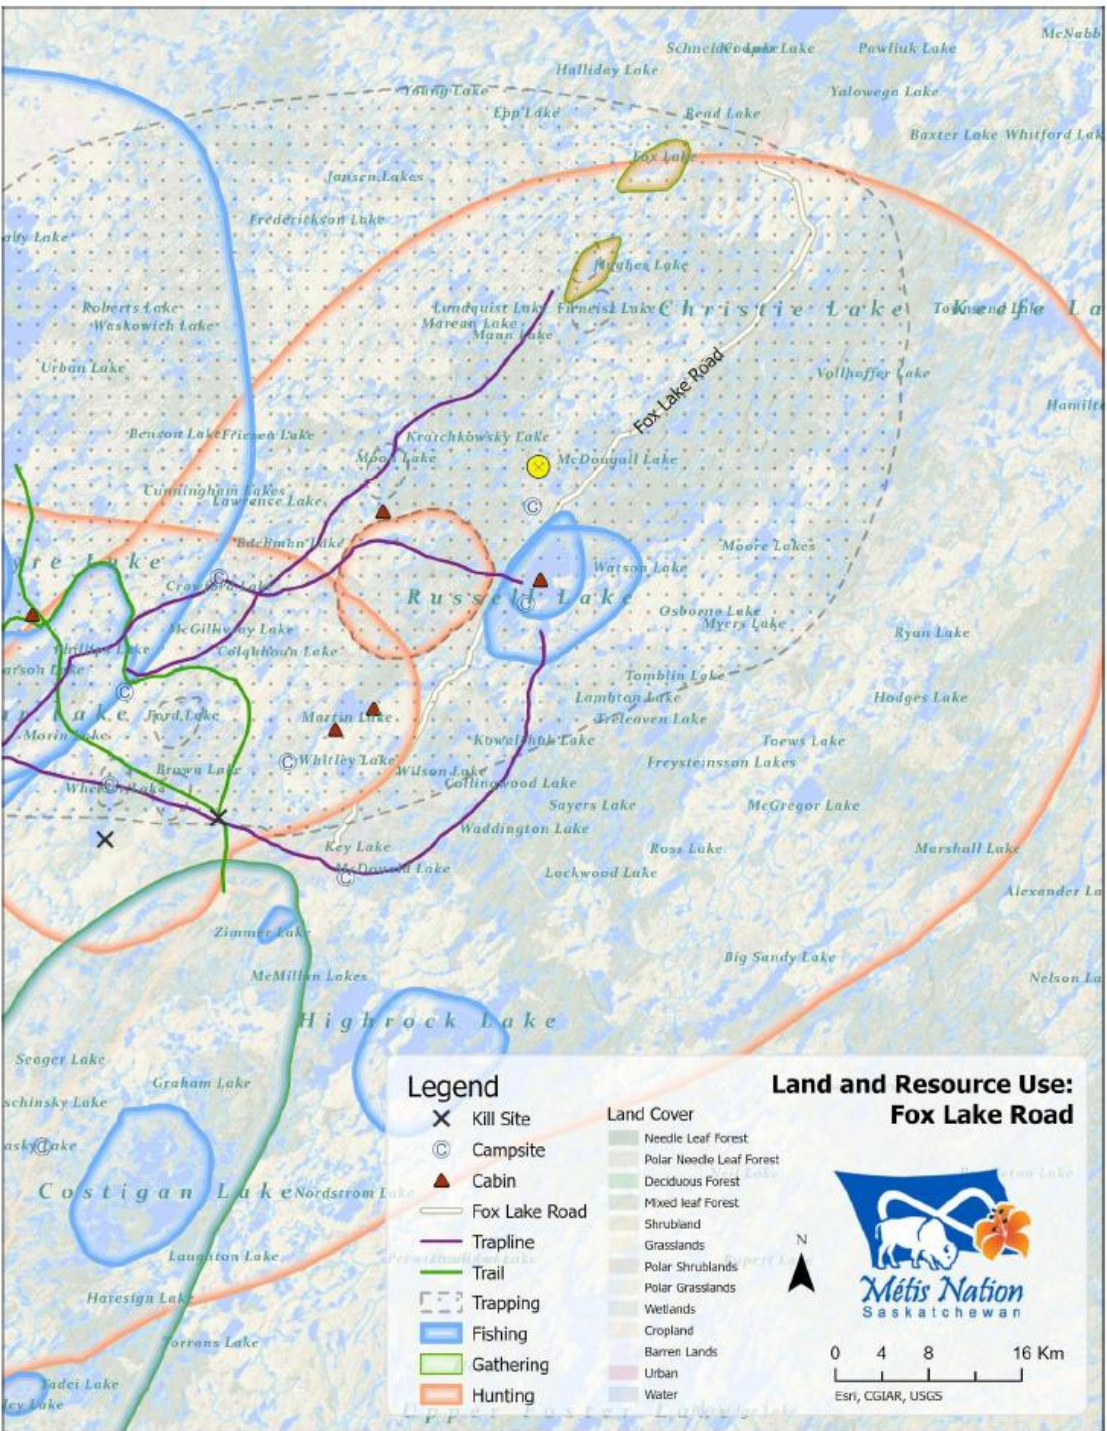 McNabb
Pawliuk Lake
Halliday Lake
Young Lake
Yalowega Lake
Epp Lake
Read Lake
Baxter Lake Whitford Lak
Fox Lake
Jansen Lakes
Frederickson Lake
Hughes Lake
Roberts Lake
Waskowich Lake
Lundquist Lake
Marean Lake
Mann Lake
Christie Lake
Urban Lake
Fox Lake Road
Vollhoffer Lake
Benson Lake Friesen Lake
Kratchkowsky Lake
Moon Lake
McDougall Lake
Cunningham Lakes
Lawrence Lake
C
Bachman Lake
Moore Lakes
yre Lake
Crawford Lake
Watson Lake
Russell Lake
Osborne Lake
Myers Lake
McGillivray Lake
Ryan Lake
Phillips Lake
Colquhoun Lake
Tomblin Lake
Lambton Lake
Hodges Lake
Ford Lake
Martin Lake
Treleaven Lake
Morin Lake
Toews Lake
Brown Lake
Whitley Lake
Wilson Lake
Freysteinsson Lakes
Collingwood Lake
Sayers Lake
McGregor Lake
Waddington Lake
Key Lake
Ross Lake
Marshall Lake
McDonald Lake
Lockwood Lake
Alexander La
Zimmer Lake
Big Sandy Lake
McMillan Lakes
Nelson La
Highrock Lake
Seager Lake
Graham Lake
schinsky Lake
asky Lake
Costigan Lake
Nordstrom Lake
Laughton Lake
Haresign Lake
Torrans Lake
Fadei Lake
Legend
Kill Site
Campsite
Cabin
Fox Lake Road
Trapline
Trail
Trapping
Fishing
Gathering
Hunting
Land Cover
Needle Leaf Forest
Polar Needle Leaf Forest
Deciduous Forest
Mixed leaf Forest
Shrubland
Grasslands
Polar Shrublands
Polar Grasslands
Wetlands
Cropland
Barren Lands
Urban
Water
Land and Resource Use:
Fox Lake Road
N
Métis Nation
Saskatchewan
0 4 8 16 Km
Esri, CGIAR, USGS